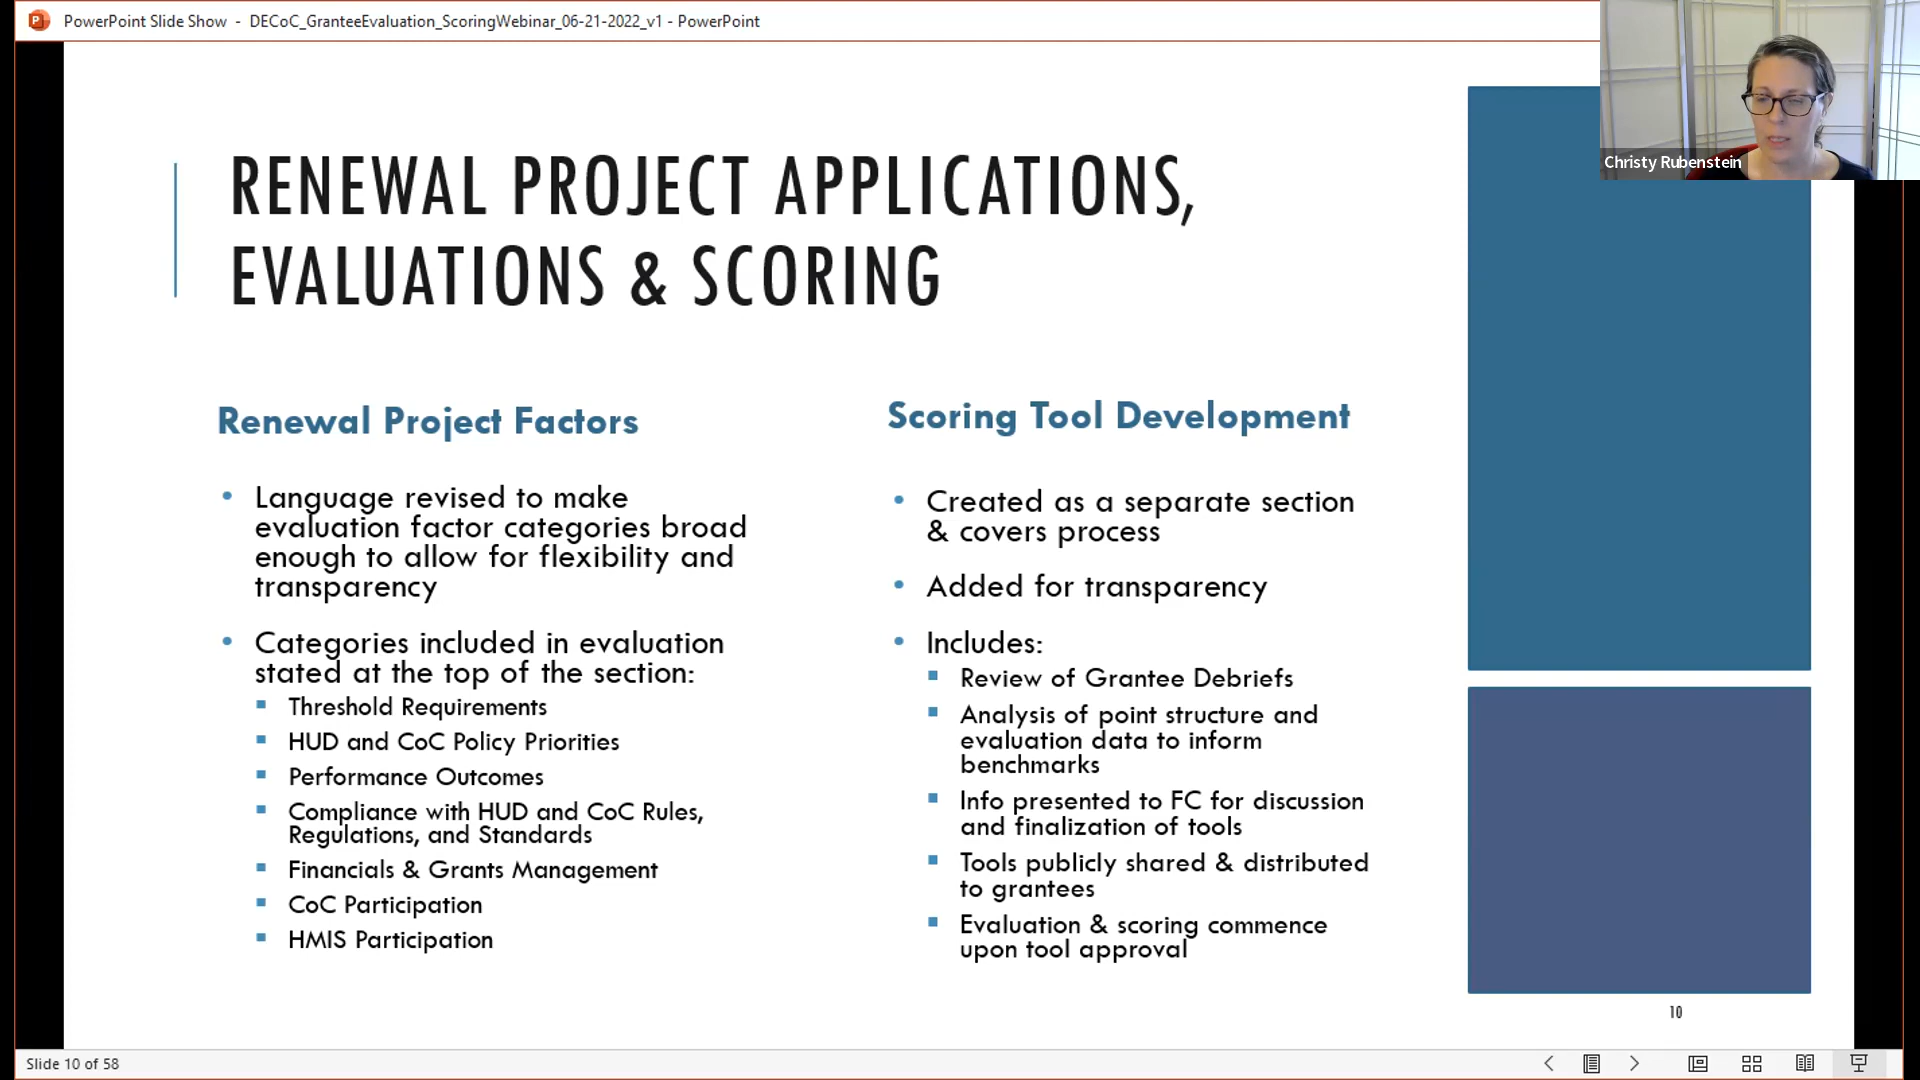 PowerPoint Slide Show - DECoC_GranteeEvaluation_ScoringWebinar_06-21-2022_v1 - PowerPoint
Christy Rubenstein
RENEWAL PROJECT APPLICATIONS,
EVALUATIONS & SCORING
Renewal Project Factors
• Language revised to make
evaluation factor categories broad
enough to allow for flexibility and
transparency
• Categories included in evaluation
stated at the top of the section:
▪ Threshold Requirements
▪ HUD and CoC Policy Priorities
▪ Performance Outcomes
▪ Compliance with HUD and CoC Rules,
Regulations, and Standards
▪ Financials & Grants Management
▪ CoC Participation
▪ HMIS Participation
Scoring Tool Development
• Created as a separate section
& covers process
• Added for transparency
• Includes:
▪ Review of Grantee Debriefs
▪ Analysis of point structure and
evaluation data to inform
benchmarks
▪ Info presented to FC for discussion
and finalization of tools
▪ Tools publicly shared & distributed
to grantees
▪ Evaluation & scoring commence
upon tool approval
10
Slide 10 of 58